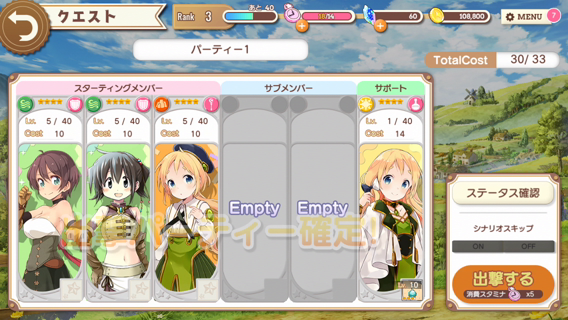 クエスト
Rank 3
あと 40
18/14
60
108,800
MENU
パーティー1
TotalCost 30/ 33
スターティングメンバー
サブメンバー
サポート
Lv. 5 / 40
Cost 10
Lv. 5 / 40
Cost 10
Lv. 5 / 40
Cost 10
Lv. 1 / 40
Cost 14
Empty
Empty
ティー確定!
Lv. 10
ステータス確認
シナリオスキップ
ON
OFF
出撃する
消費スタミナ x5